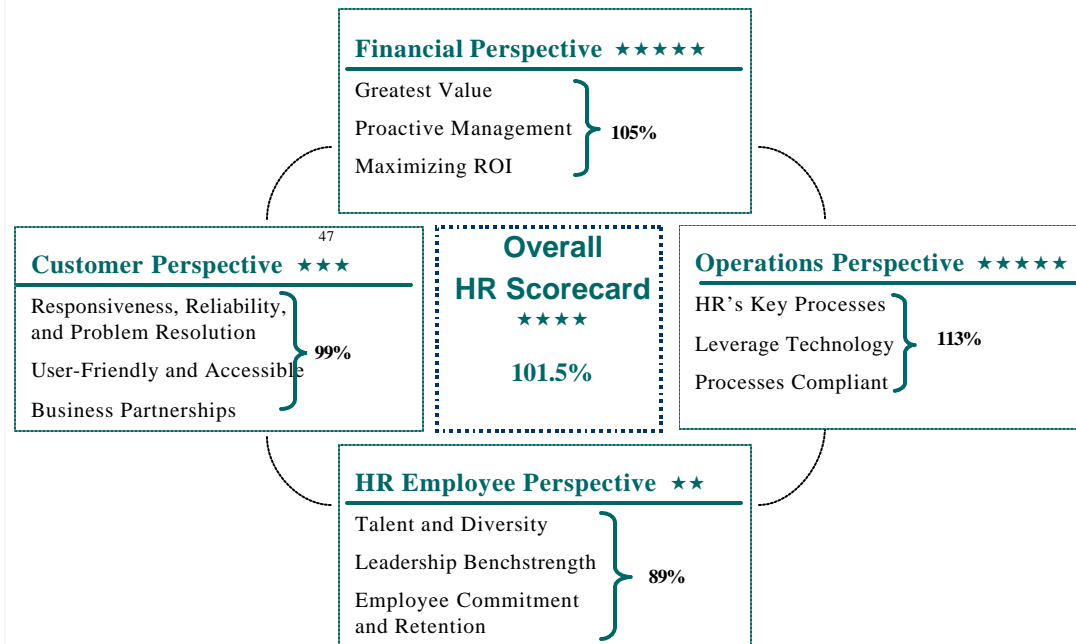 Financial Perspective ★★★★★
Greatest Value
Proactive Management
Maximizing ROI
105%
47
Customer Perspective ★★★
Responsiveness, Reliability,
and Problem Resolution
User-Friendly and Accessible
Business Partnerships
99%
Overall
HR Scorecard
★★★★
101.5%
Operations Perspective ★★★★★
HR’s Key Processes
Leverage Technology
Processes Compliant
113%
HR Employee Perspective ★★
Talent and Diversity
Leadership Benchstrength
Employee Commitment
and Retention
89%